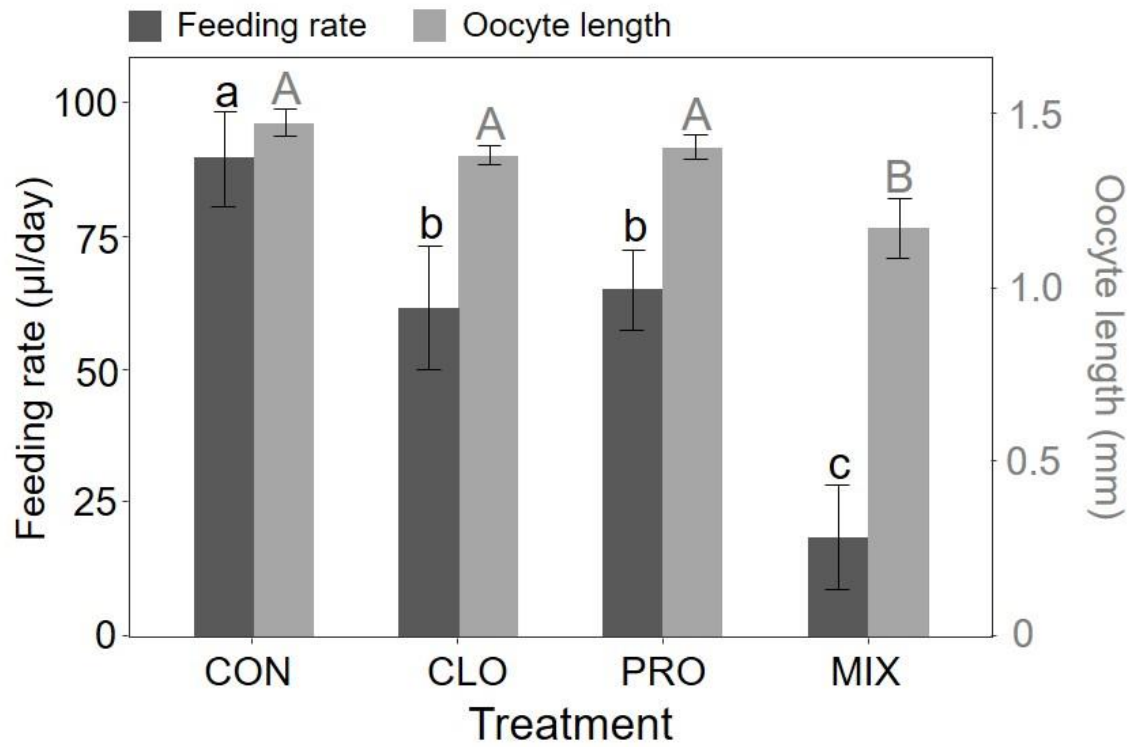 Feeding rate Oocyte length
Feeding rate (µl/day)
100
75
50
25
0
a A
b A
b A
c B
1.5
1.0
0.5
0
Oocyte length (mm)
CON CLO PRO MIX
Treatment